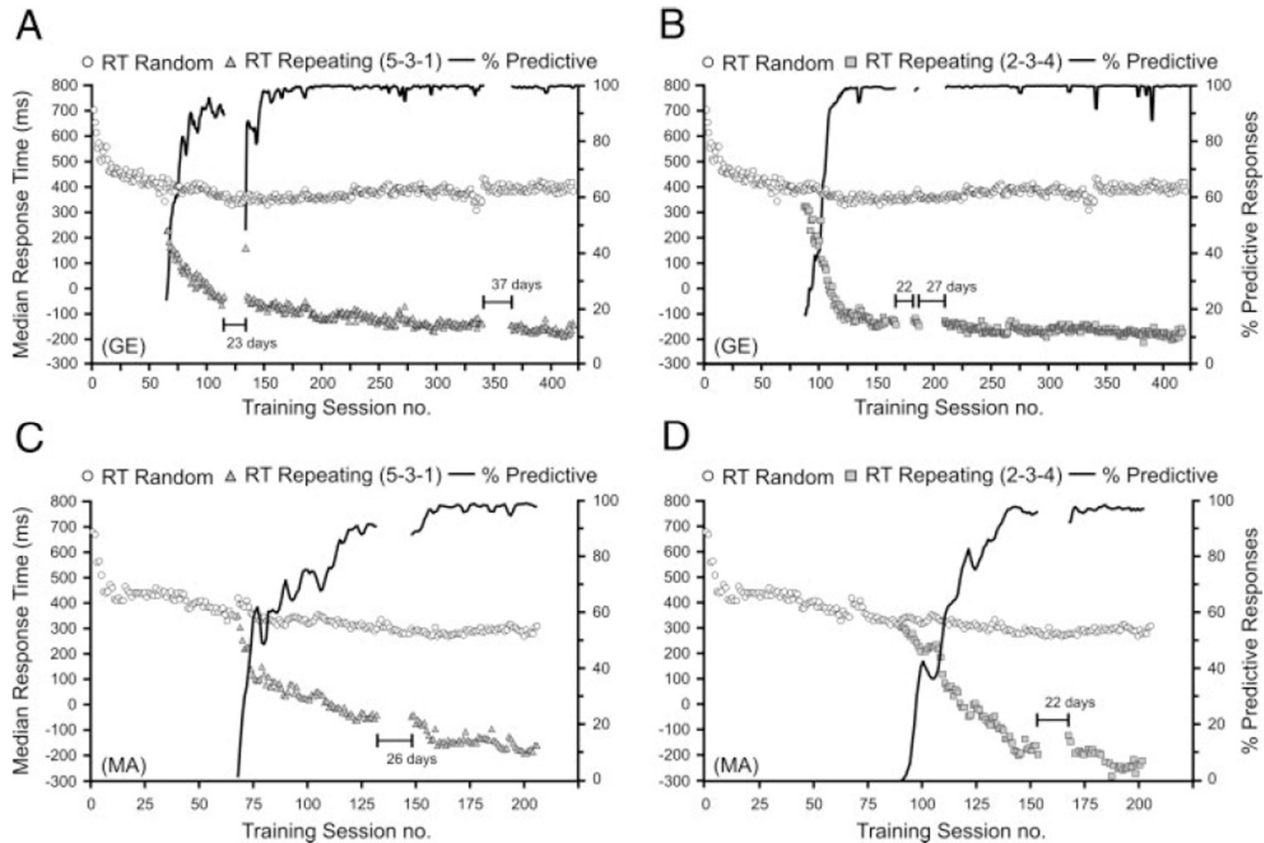 A
○ RT Random △ RT Repeating (5-3-1) — % Predictive
Median Response Time (ms)
800
700
600
500
400
300
200
100
0
-100
-200
-300
100
80
60
40
20
0
37 days
23 days
(GE)
0 50 100 150 200 250 300 350 400
Training Session no.
B
○ RT Random ■ RT Repeating (2-3-4) — % Predictive
800
700
600
500
400
300
200
100
0
-100
-200
-300
100
80
60
40
20
0
% Predictive Responses
22 27 days
(GE)
0 50 100 150 200 250 300 350 400
Training Session no.
C
○ RT Random △ RT Repeating (5-3-1) — % Predictive
Median Response Time (ms)
800
700
600
500
400
300
200
100
0
-100
-200
-300
100
80
60
40
20
0
26 days
(MA)
0 25 50 75 100 125 150 175 200
Training Session no.
D
○ RT Random ■ RT Repeating (2-3-4) — % Predictive
800
700
600
500
400
300
200
100
0
-100
-200
-300
100
80
60
40
20
0
% Predictive Responses
22 days
(MA)
0 25 50 75 100 125 150 175 200
Training Session no.